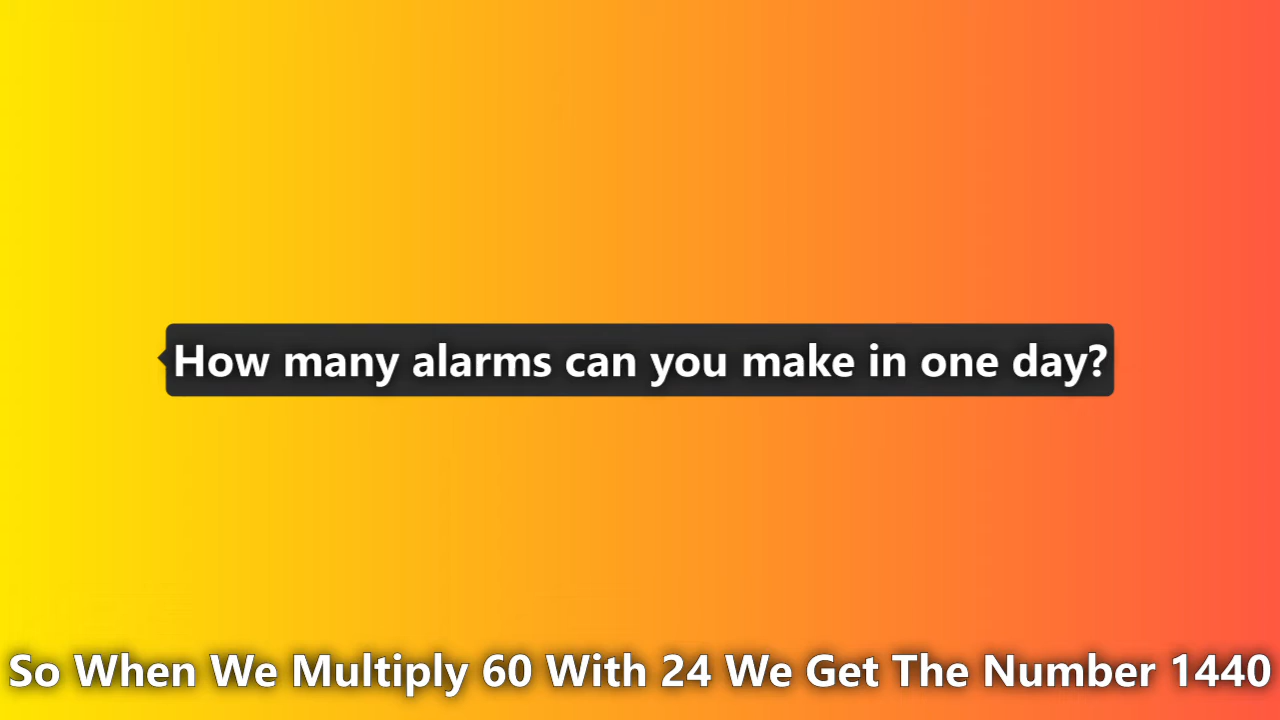 How many alarms can you make in one day?
So When We Multiply 60 With 24 We Get The Number 1440